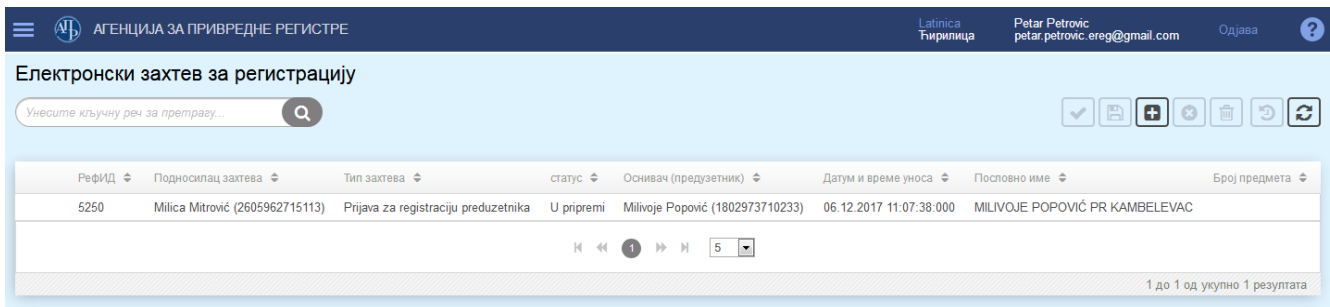 АПР АГЕНЦИЈА ЗА ПРИВРЕДНЕ РЕГИСТРЕ Latinica Petar Petrovic Одјава ?
Ћирилица petar.petrovic.ereg@gmail.com
Електронски захтев за регистрацију
Унесите кључну реч за претрагу...
РефИД Подносилац захтева Тип захтева статус Оснивач (предузетник) Датум и време уноса Пословно име Број предмета
5250 Milica Mitrović (2605962715113) Prijava za registraciju preduzetnika U pripremi Milivoje Popović (1802973710233) 06.12.2017 11:07:38:000 MILIVOJE POPOVIĆ PR KAMBELEVAC
1 5
1 до 1 од укупно 1 резултата